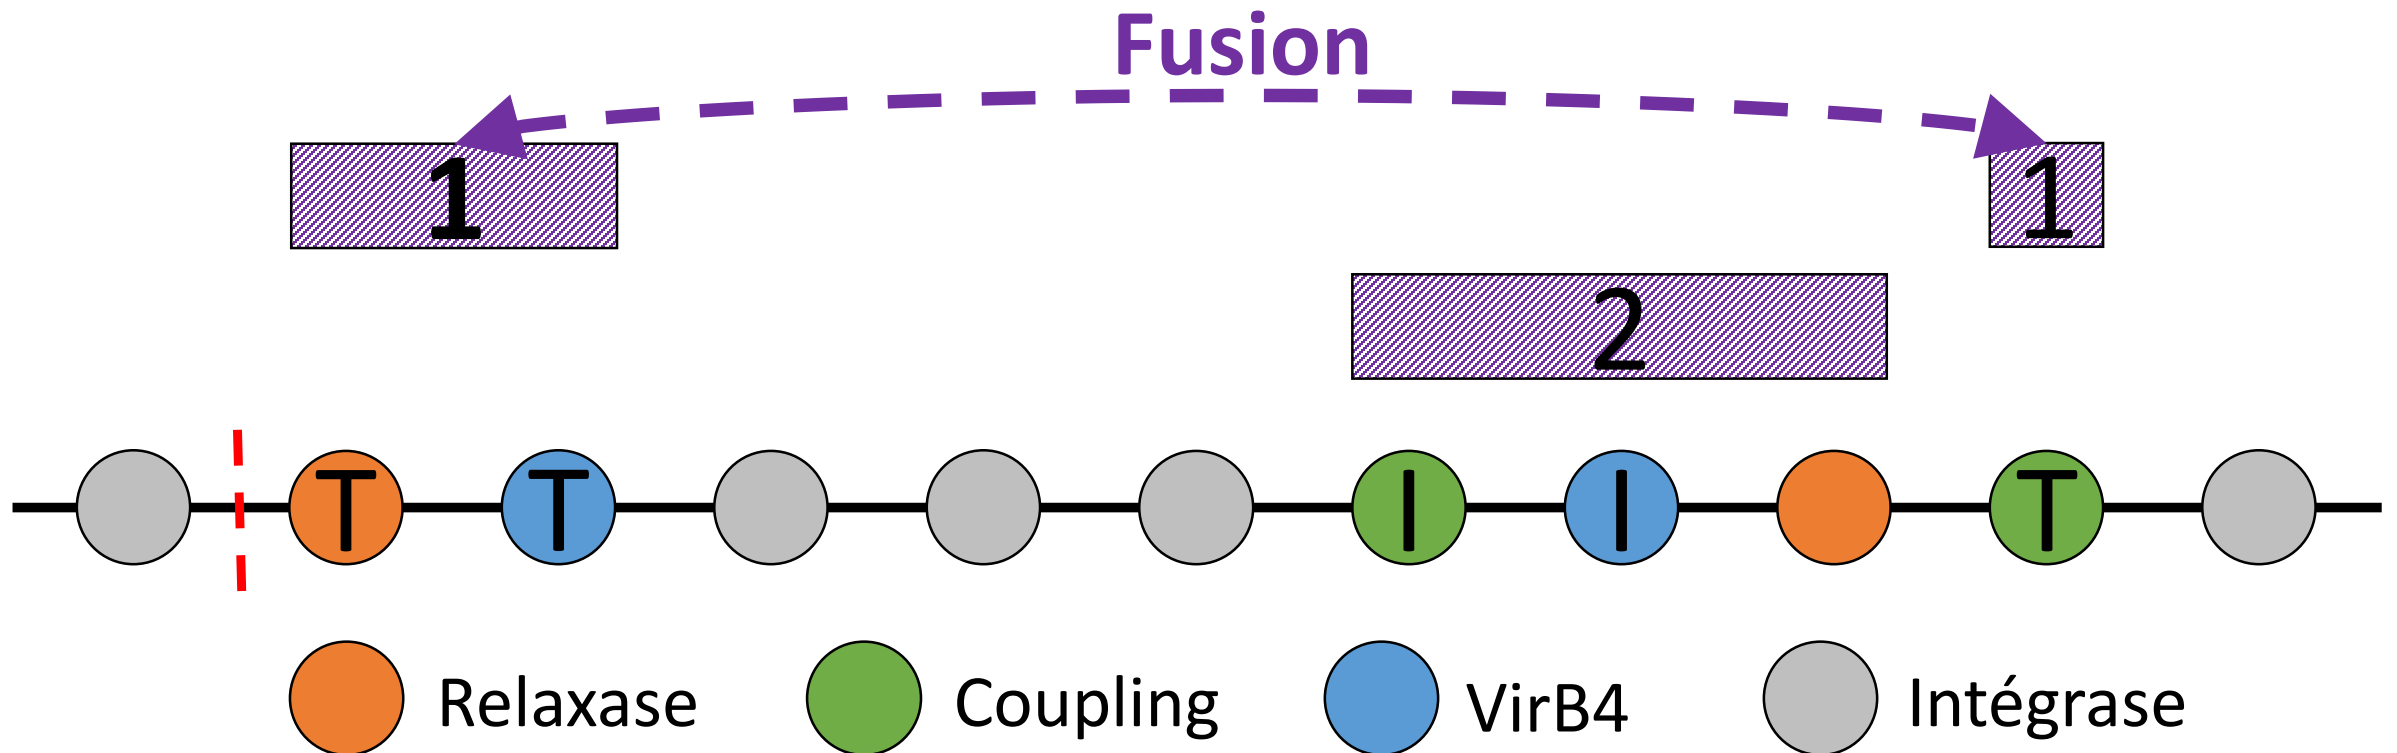 Fusion
1 1
2
T T I I T
Relaxase Coupling VirB4 Intégrase